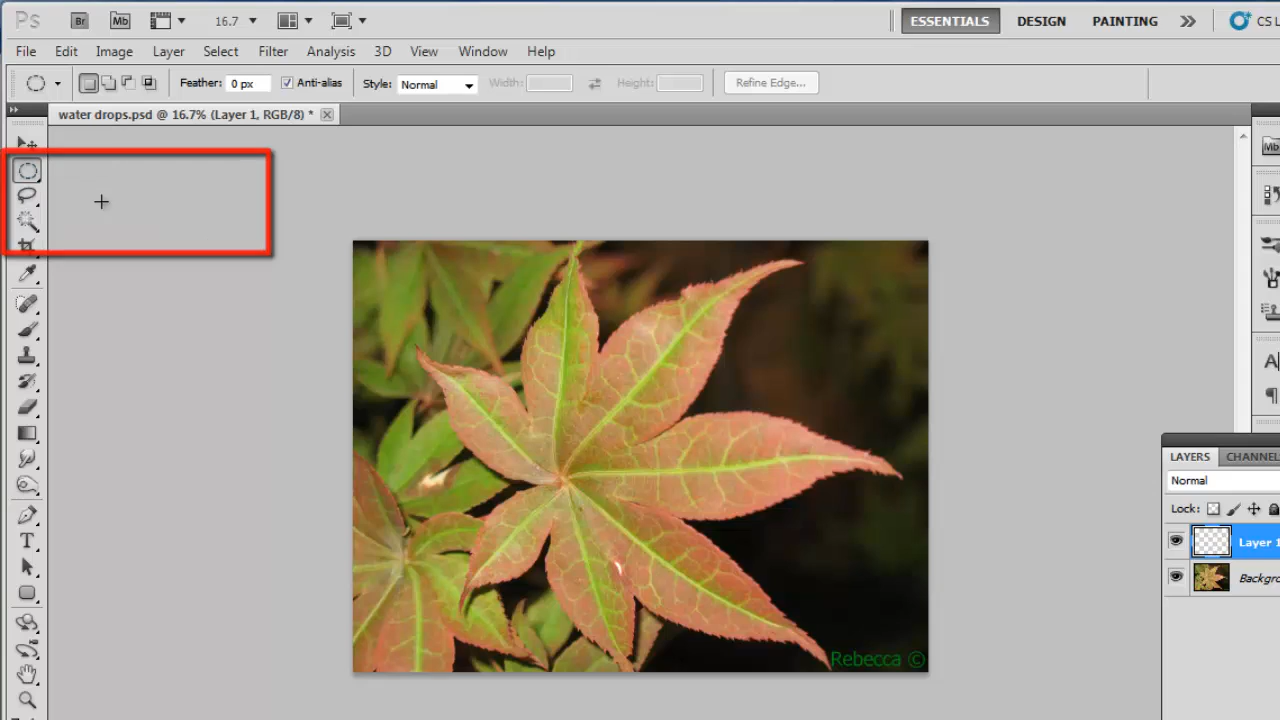 Ps Br Mb 16.7 ESSENTIALS DESIGN PAINTING CS L
File Edit Image Layer Select Filter Analysis 3D View Window Help
Feather: 0 px Anti-alias Style: Normal Width: Height: Refine Edge...
water drops.psd @ 16.7% (Layer 1, RGB/8) *
Mb
LAYERS CHANNELS
Normal
Lock:
Layer 1
Backgro
Rebecca ©